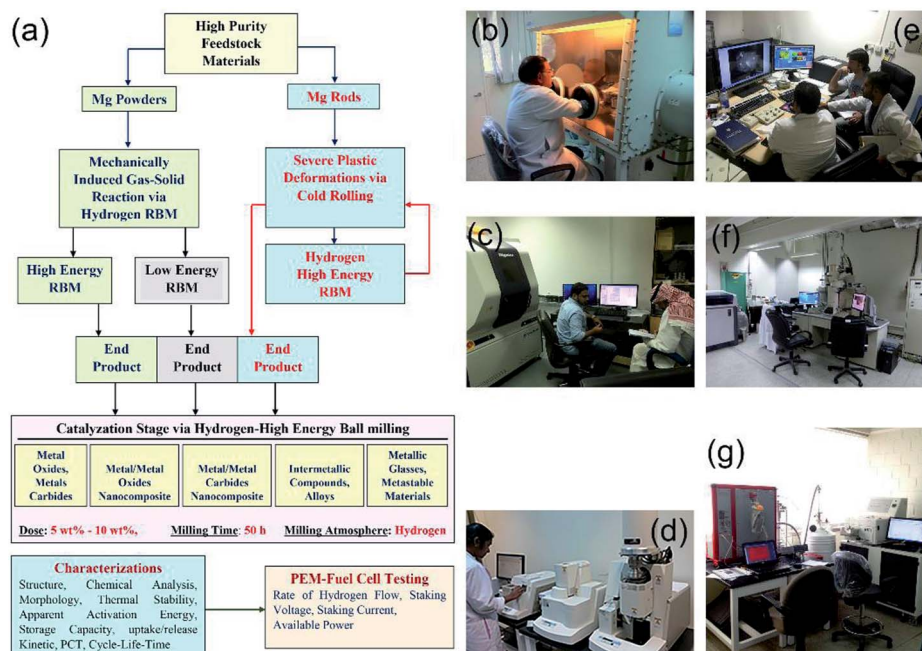 (a)
High Purity
Feedstock
Materials
Mg Powders
Mg Rods
Mechanically
Induced Gas-Solid
Reaction via
Hydrogen RBM
Severe Plastic
Deformations via
Cold Rolling
High Energy
RBM
Low Energy
RBM
Hydrogen
High Energy
RBM
End
Product
End
Product
End
Product
Catalyzation Stage via Hydrogen-High Energy Ball milling
Metal
Oxides,
Metals
Carbides
Metal/Metal
Oxides
Nanocomposite
Metal/Metal
Carbides
Nanocomposite
Intermetallic
Compounds,
Alloys
Metallic
Glasses,
Metastable
Materials
Dose: 5 wt% - 10 wt%, Milling Time: 50 h Milling Atmosphere: Hydrogen
Characterizations
Structure, Chemical Analysis,
Morphology, Thermal Stability,
Apparent Activation Energy,
Storage Capacity, uptake/release
Kinetic, PCT, Cycle-Life-Time
PEM-Fuel Cell Testing
Rate of Hydrogen Flow, Staking
Voltage, Staking Current,
Available Power
(b)
(e)
(c)
(f)
(d)
(g)